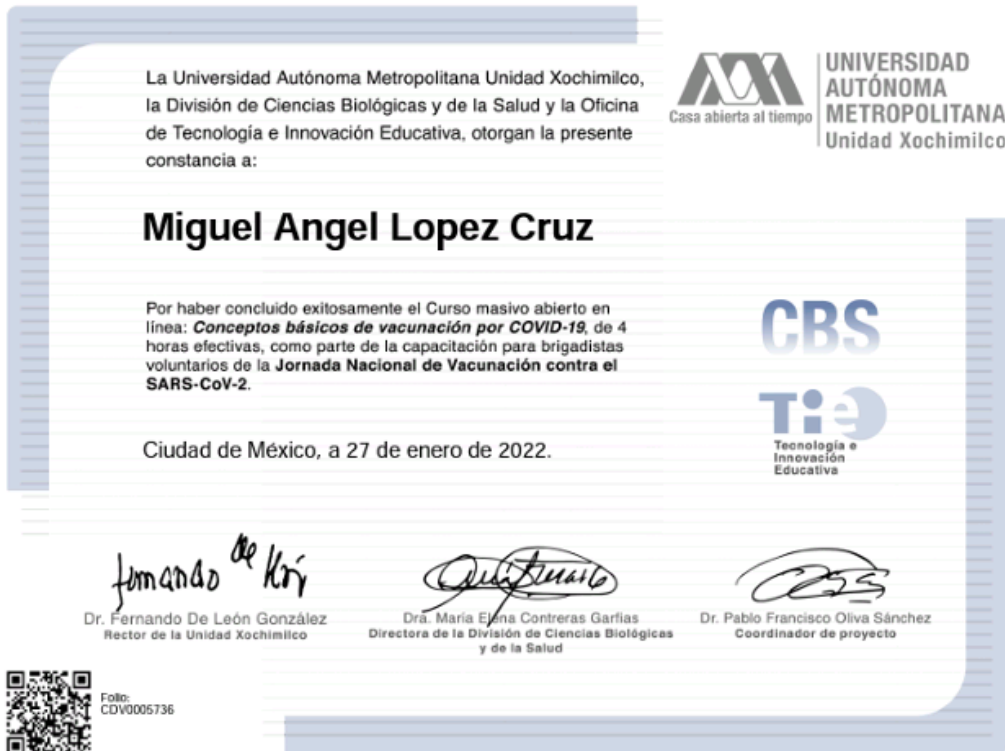 La Universidad Autónoma Metropolitana Unidad Xochimilco,
la División de Ciencias Biológicas y de la Salud y la Oficina
de Tecnología e Innovación Educativa, otorgan la presente
constancia a:
Casa abierta al tiempo
UNIVERSIDAD
AUTÓNOMA
METROPOLITANA
Unidad Xochimilco
Miguel Angel Lopez Cruz
Por haber concluido exitosamente el Curso masivo abierto en
línea: Conceptos básicos de vacunación por COVID-19, de 4
horas efectivas, como parte de la capacitación para brigadistas
voluntarios de la Jornada Nacional de Vacunación contra el
SARS-CoV-2.
CBS
Tie
Tecnología e
Innovación
Educativa
Ciudad de México, a 27 de enero de 2022.
Dr. Fernando De León González
Rector de la Unidad Xochimilco
Dra. María Elena Contreras Garfias
Directora de la División de Ciencias Biológicas
y de la Salud
Dr. Pablo Francisco Oliva Sánchez
Coordinador de proyecto
Folio:
CDV0005736